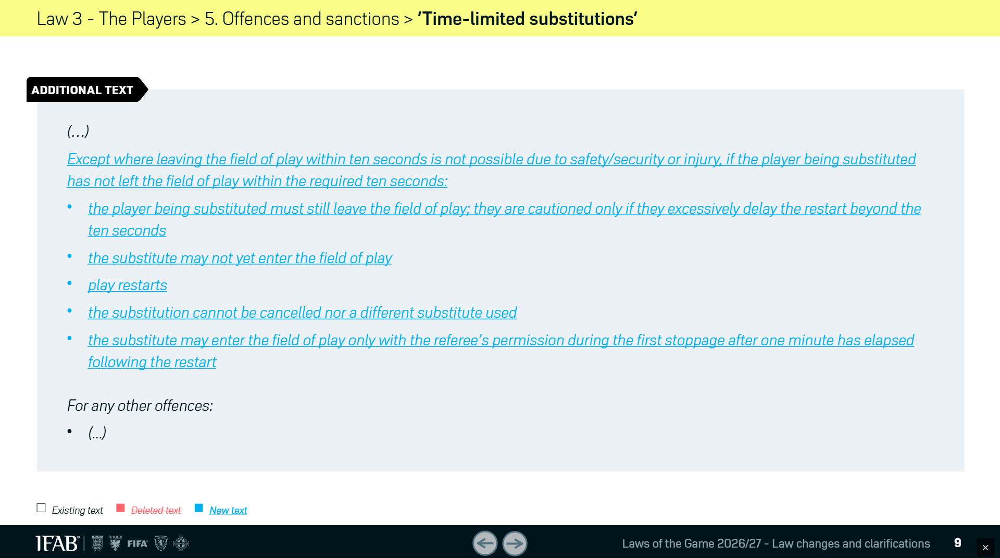 Law 3 - The Players > 5. Offences and sanctions > 'Time-limited substitutions'
ADDITIONAL TEXT
(...)
Except where leaving the field of play within ten seconds is not possible due to safety/security or injury, if the player being substituted
has not left the field of play within the required ten seconds:
• the player being substituted must still leave the field of play; they are cautioned only if they excessively delay the restart beyond the
ten seconds
• the substitute may not yet enter the field of play
• play restarts
• the substitution cannot be cancelled nor a different substitute used
• the substitute may enter the field of play only with the referee's permission during the first stoppage after one minute has elapsed
following the restart
For any other offences:
• (...)
Existing text Deleted text New text
IFAB® FA WALES FIFA® Laws of the Game 2026/27 - Law changes and clarifications 9